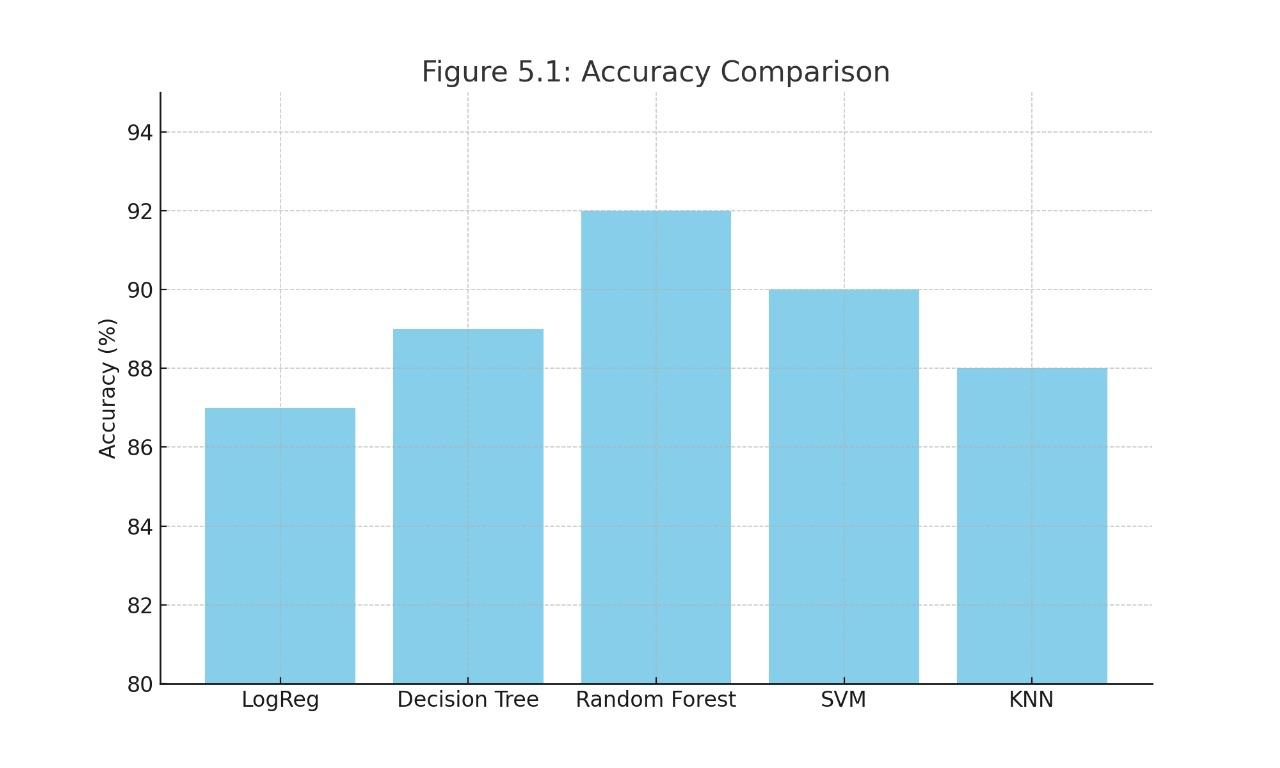 Figure 5.1: Accuracy Comparison
Accuracy (%)
94
92
90
88
86
84
82
80
LogReg Decision Tree Random Forest SVM KNN